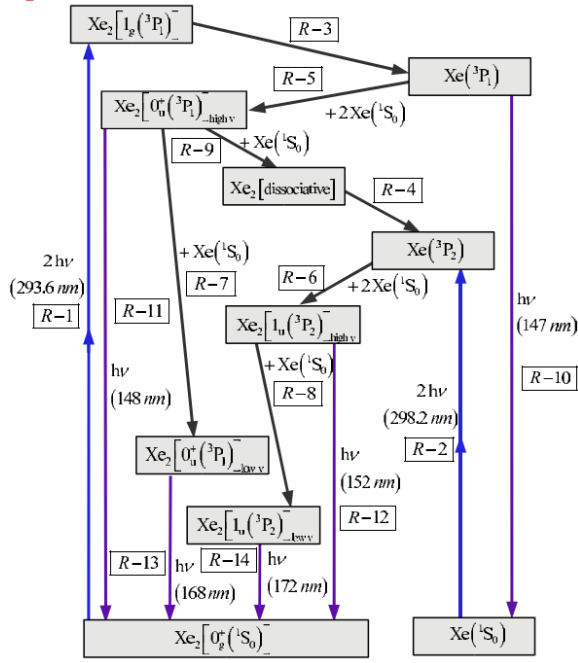 Xe₂[1g(³P₁)]
R−3
Xe(³P₁)
R−5
+2Xe(¹S₀)
Xe₂[0u⁺(³P₁)]high v
R−9
+Xe(¹S₀)
Xe₂[dissociative]
R−4
Xe(³P₂)
2hν
(293.6 nm)
R−1
+Xe(¹S₀)
R−7
R−6
+2Xe(¹S₀)
R−11
Xe₂[1u(³P₂)]high v
hν
(147 nm)
R−10
+Xe(¹S₀)
R−8
hν
(148 nm)
2hν
(298.2 nm)
R−2
Xe₂[0u⁺(³P₁)]low v
hν
(152 nm)
R−12
Xe₂[1u(³P₂)]low v
R−13
hν
(168 nm)
R−14
hν
(172 nm)
Xe₂[0g⁺(¹S₀)]
Xe(¹S₀)